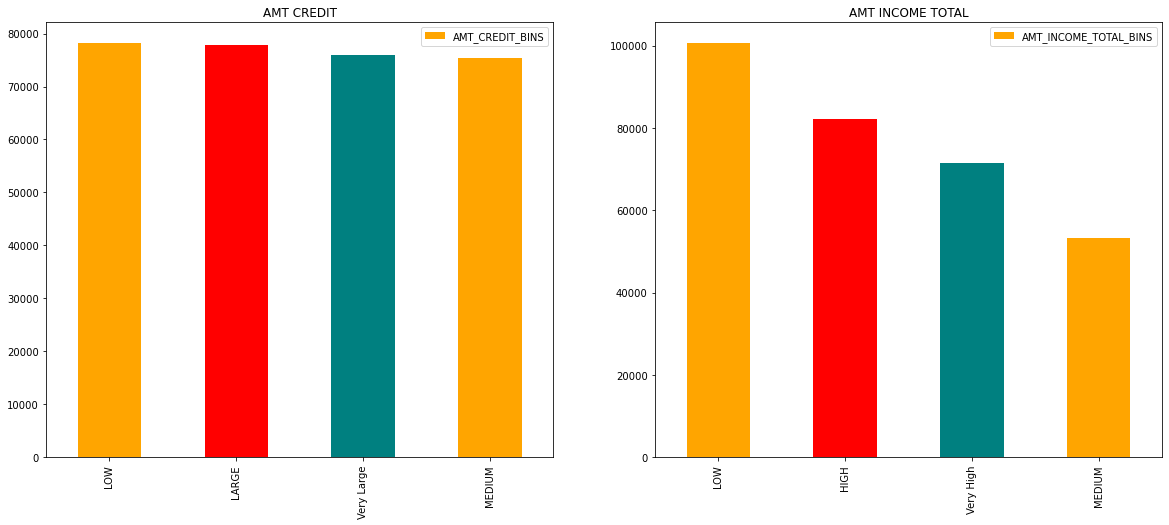 AMT CREDIT
AMT_CREDIT_BINS
80000
70000
60000
50000
40000
30000
20000
10000
0
LOW
LARGE
Very Large
MEDIUM
AMT INCOME TOTAL
AMT_INCOME_TOTAL_BINS
100000
80000
60000
40000
20000
0
LOW
HIGH
Very High
MEDIUM